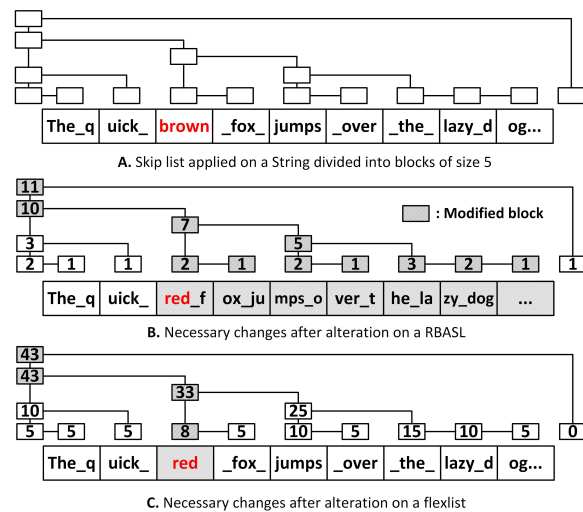 The_q uick_ brown _fox_ jumps _over _the_ lazy_d og...
A. Skip list applied on a String divided into blocks of size 5
11
10
7
: Modified block
3
5
2 1 1 2 1 2 1 3 2 1 1
The_q uick_ red_f ox_ju mps_o ver_t he_la zy_dog ...
B. Necessary changes after alteration on a RBASL
43
43
33
10
25
5 5 5 8 5 10 5 15 10 5 0
The_q uick_ red _fox_ jumps _over _the_ lazy_d og...
C. Necessary changes after alteration on a flexlist